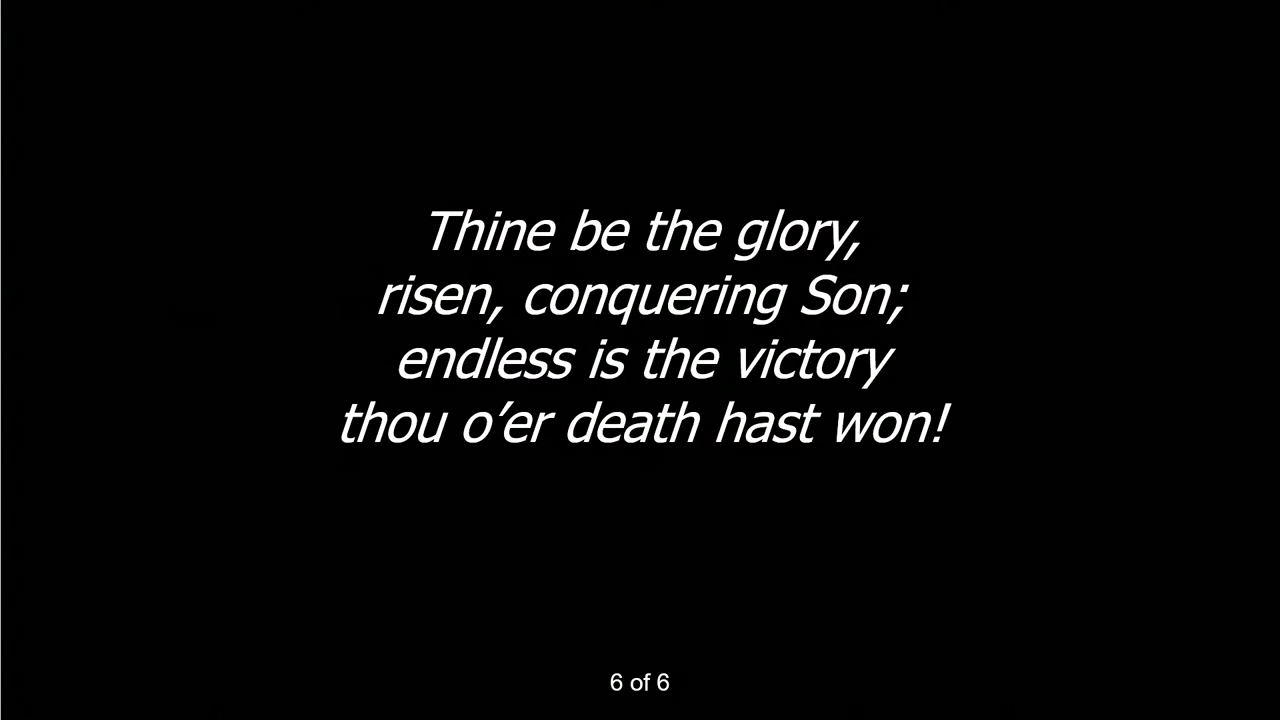 Thine be the glory,
risen, conquering Son;
endless is the victory
thou o’er death hast won!
6 of 6